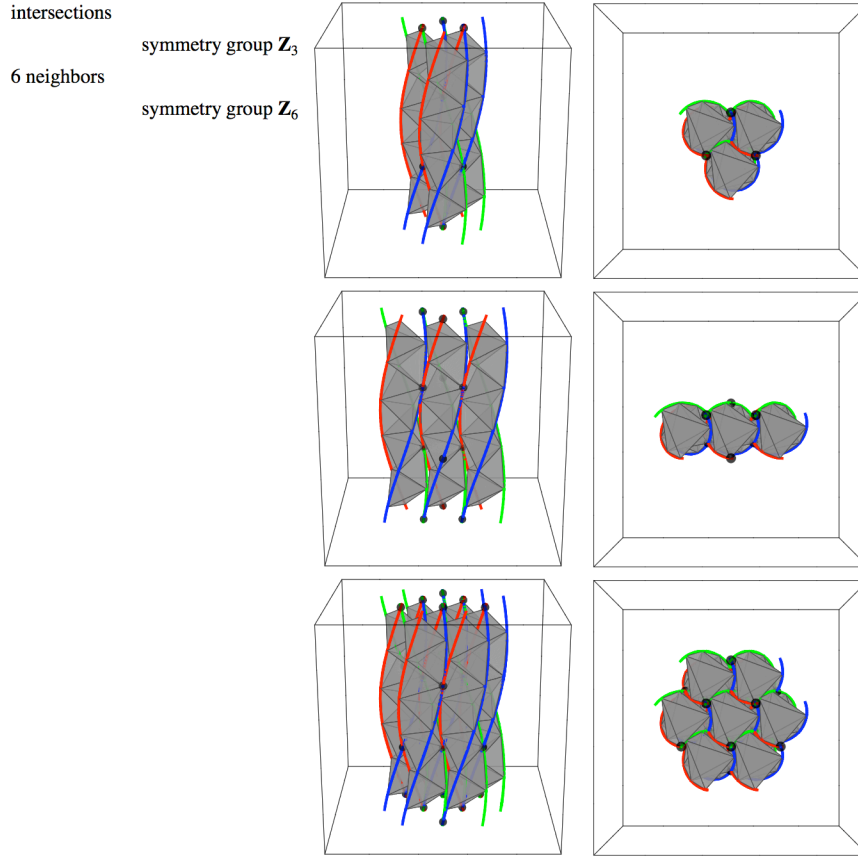 intersections
symmetry group Z₃
6 neighbors
symmetry group Z₆